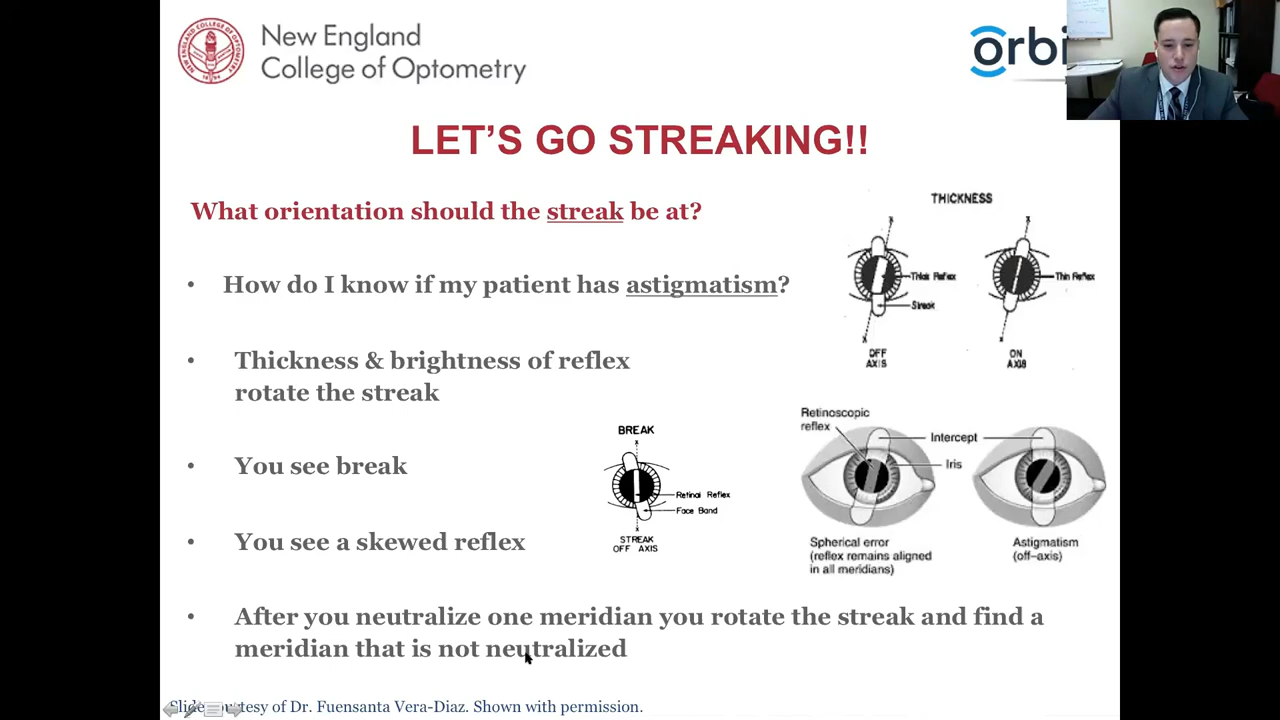 New England
College of Optometry
orbi
LET'S GO STREAKING!!
What orientation should the streak be at?
• How do I know if my patient has astigmatism?
• Thickness & brightness of reflex
rotate the streak
• You see break
• You see a skewed reflex
• After you neutralize one meridian you rotate the streak and find a
meridian that is not neutralized
THICKNESS
Thick Reflex
Thin Reflex
Streak
OFF
AXIS
ON
AXIS
BREAK
Retinal Reflex
Face Band
STREAK
OFF AXIS
Retinoscopic
reflex
Intercept
Iris
Spherical error
(reflex remains aligned
in all meridians)
Astigmatism
(off–axis)
Slide courtesy of Dr. Fuensanta Vera-Diaz. Shown with permission.